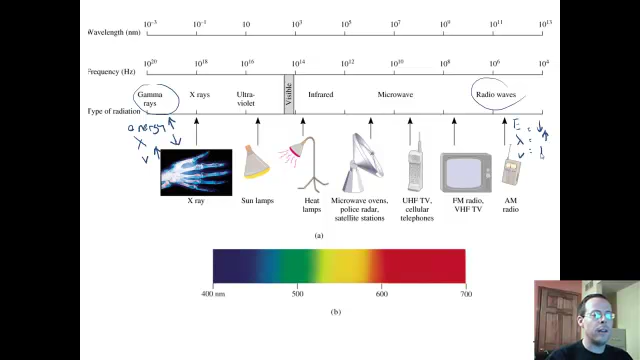 10⁻³ 10⁻¹ 10 10³ 10⁵ 10⁷ 10⁹ 10¹¹ 10¹³
Wavelength (nm)
10²⁰ 10¹⁸ 10¹⁶ 10¹⁴ 10¹² 10¹⁰ 10⁸ 10⁶ 10⁴
Frequency (Hz)
Gamma rays
X rays
Ultra-violet
Visible
Infrared
Microwave
Radio waves
Type of radiation
energy ↑
λ ↓
ν ↑
E = ↓
λ = ↑
ν = ↓
X ray
Sun lamps
Heat lamps
Microwave ovens, police radar, satellite stations
UHF TV, cellular telephones
FM radio, VHF TV
AM radio
(a)
400 nm 500 600 700
(b)